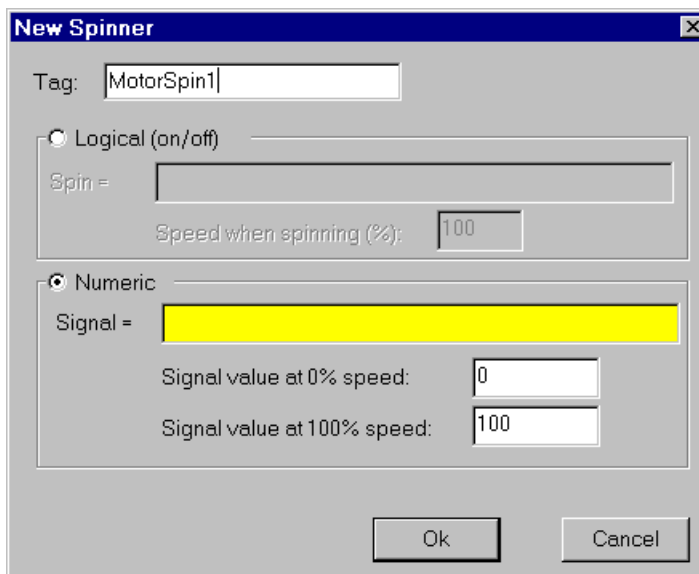 New Spinner
Tag: MotorSpin1
Logical (on/off)
Spin =
Speed when spinning (%): 100
Numeric
Signal =
Signal value at 0% speed: 0
Signal value at 100% speed: 100
Ok Cancel